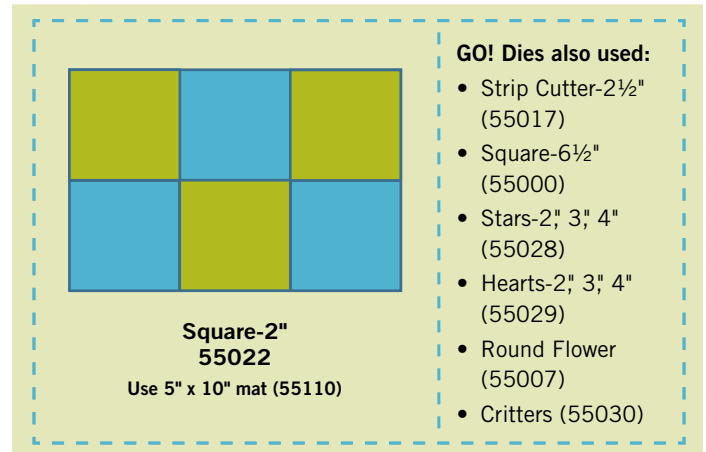 Square-2"
55022
Use 5" x 10" mat (55110)
GO! Dies also used:
• Strip Cutter-2½"
(55017)
• Square-6½"
(55000)
• Stars-2", 3", 4"
(55028)
• Hearts-2", 3", 4"
(55029)
• Round Flower
(55007)
• Critters (55030)